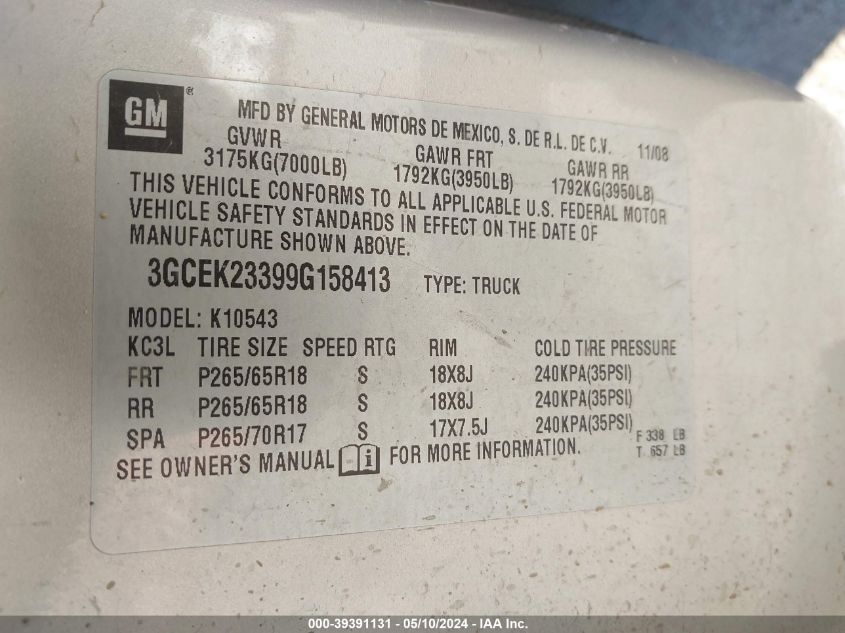 GM ®
MFD BY GENERAL MOTORS DE MEXICO, S. DE R.L. DE C.V. 11/08
GVWR GAWR FRT GAWR RR
3175KG(7000LB) 1792KG(3950LB) 1792KG(3950LB)
THIS VEHICLE CONFORMS TO ALL APPLICABLE U.S. FEDERAL MOTOR
VEHICLE SAFETY STANDARDS IN EFFECT ON THE DATE OF
MANUFACTURE SHOWN ABOVE.
3GCEK23399G158413 TYPE: TRUCK
MODEL: K10543
KC3L TIRE SIZE SPEED RTG RIM COLD TIRE PRESSURE
FRT P265/65R18 S 18X8J 240KPA(35PSI)
RR P265/65R18 S 18X8J 240KPA(35PSI)
SPA P265/70R17 S 17X7.5J 240KPA(35PSI)
F 338 LB
T 657 LB
SEE OWNER'S MANUAL i FOR MORE INFORMATION.
000-39391131 - 05/10/2024 - IAA Inc.